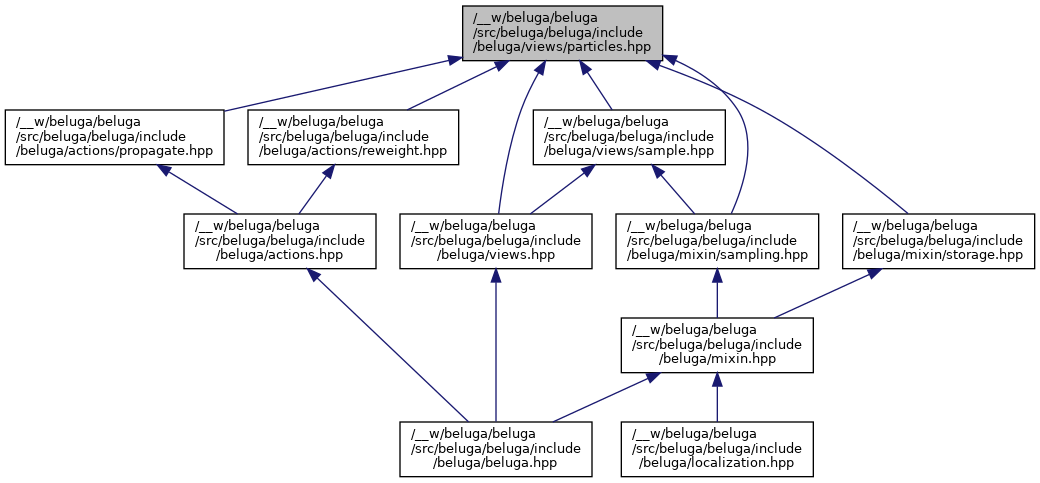 /__w/beluga/beluga
/src/beluga/beluga/include
/beluga/views/particles.hpp
/__w/beluga/beluga
/src/beluga/beluga/include
/beluga/actions/propagate.hpp
/__w/beluga/beluga
/src/beluga/beluga/include
/beluga/actions/reweight.hpp
/__w/beluga/beluga
/src/beluga/beluga/include
/beluga/views/sample.hpp
/__w/beluga/beluga
/src/beluga/beluga/include
/beluga/actions.hpp
/__w/beluga/beluga
/src/beluga/beluga/include
/beluga/views.hpp
/__w/beluga/beluga
/src/beluga/beluga/include
/beluga/mixin/sampling.hpp
/__w/beluga/beluga
/src/beluga/beluga/include
/beluga/mixin/storage.hpp
/__w/beluga/beluga
/src/beluga/beluga/include
/beluga/mixin.hpp
/__w/beluga/beluga
/src/beluga/beluga/include
/beluga/beluga.hpp
/__w/beluga/beluga
/src/beluga/beluga/include
/beluga/localization.hpp